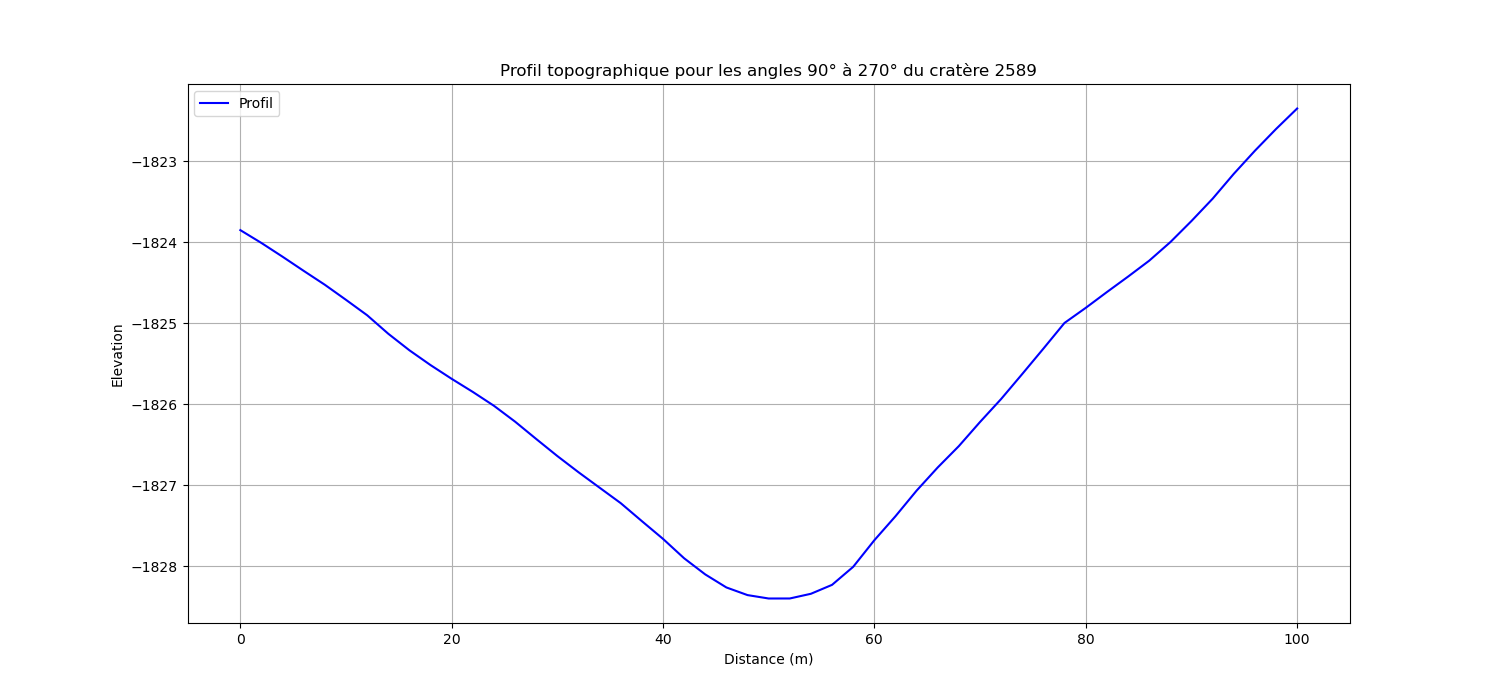 Profil topographique pour les angles 90° à 270° du cratère 2589
Profil
−1823
−1824
−1825
−1826
−1827
−1828
Elevation
0 20 40 60 80 100
Distance (m)